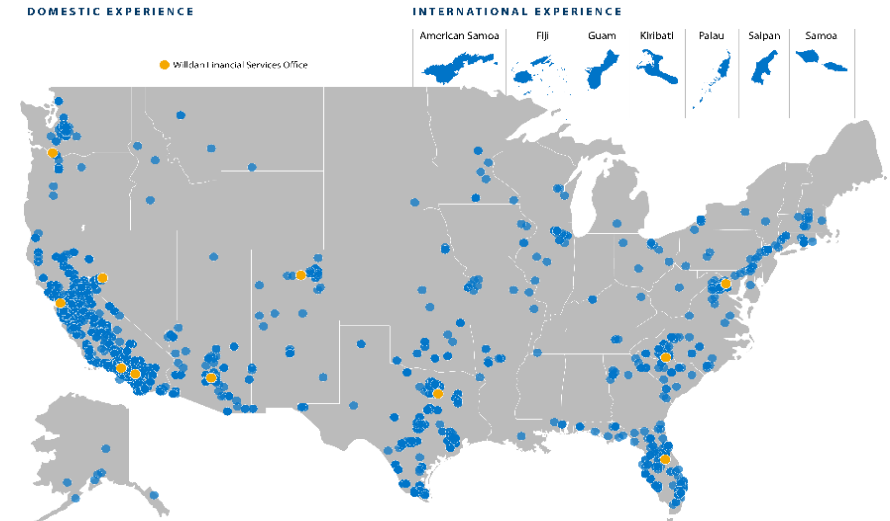 DOMESTIC EXPERIENCE
INTERNATIONAL EXPERIENCE
American Samoa Fiji Guam Kiribati Palau Saipan Samoa
Willdan Financial Services Office